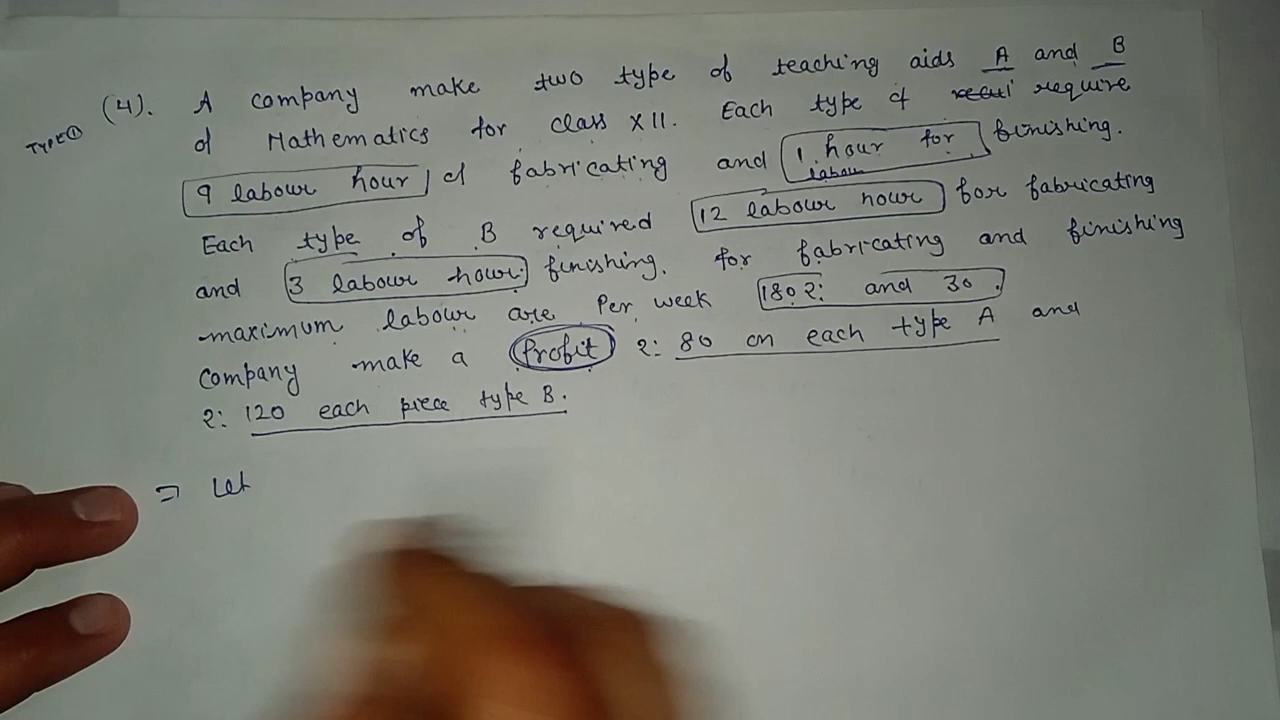 TYPE① (4). A company make two type of teaching aids A and B
of Mathematics for class XII. Each type of require
9 labour hour of fabricating and 1 hour for finishing.
labour
Each type of B required 12 labour hour for fabricating
and 3 labour hour finishing. for fabricating and finishing
maximum labour are Per week 180 2: and 30.
company make a Profit 2: 80 on each type A and
2: 120 each piece type B.
= Let